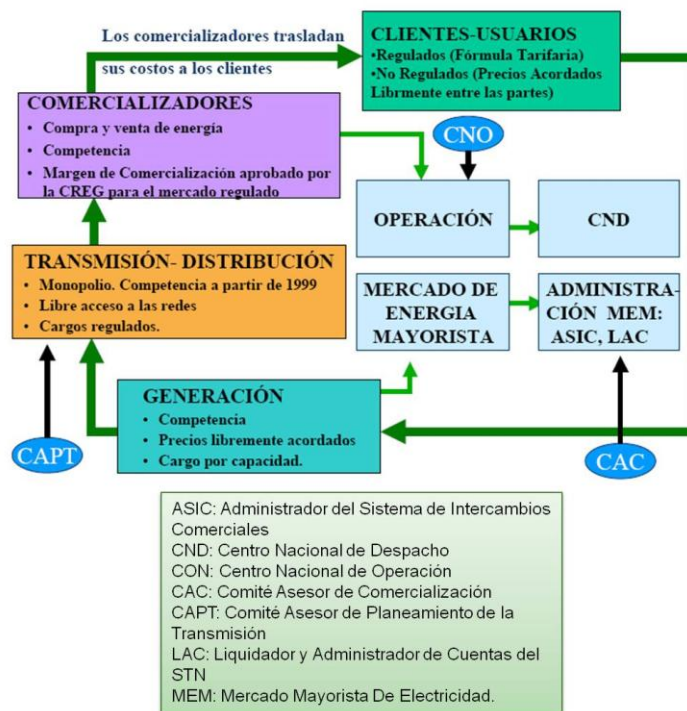 Los comercializadores trasladan
sus costos a los clientes
CLIENTES-USUARIOS
•Regulados (Fórmula Tarifaria)
•No Regulados (Precios Acordados
Librmente entre las partes)
COMERCIALIZADORES
• Compra y venta de energía
• Competencia
• Margen de Comercialización aprobado por
la CREG para el mercado regulado
CNO
OPERACIÓN
CND
TRANSMISIÓN- DISTRIBUCIÓN
• Monopolio. Competencia a partir de 1999
• Libre acceso a las redes
• Cargos regulados.
MERCADO DE
ENERGIA
MAYORISTA
ADMINISTRA-
CIÓN MEM:
ASIC, LAC
GENERACIÓN
• Competencia
• Precios libremente acordados
• Cargo por capacidad.
CAPT
CAC
ASIC: Administrador del Sistema de Intercambios
Comerciales
CND: Centro Nacional de Despacho
CON: Centro Nacional de Operación
CAC: Comité Asesor de Comercialización
CAPT: Comité Asesor de Planeamiento de la
Transmisión
LAC: Liquidador y Administrador de Cuentas del
STN
MEM: Mercado Mayorista De Electricidad.